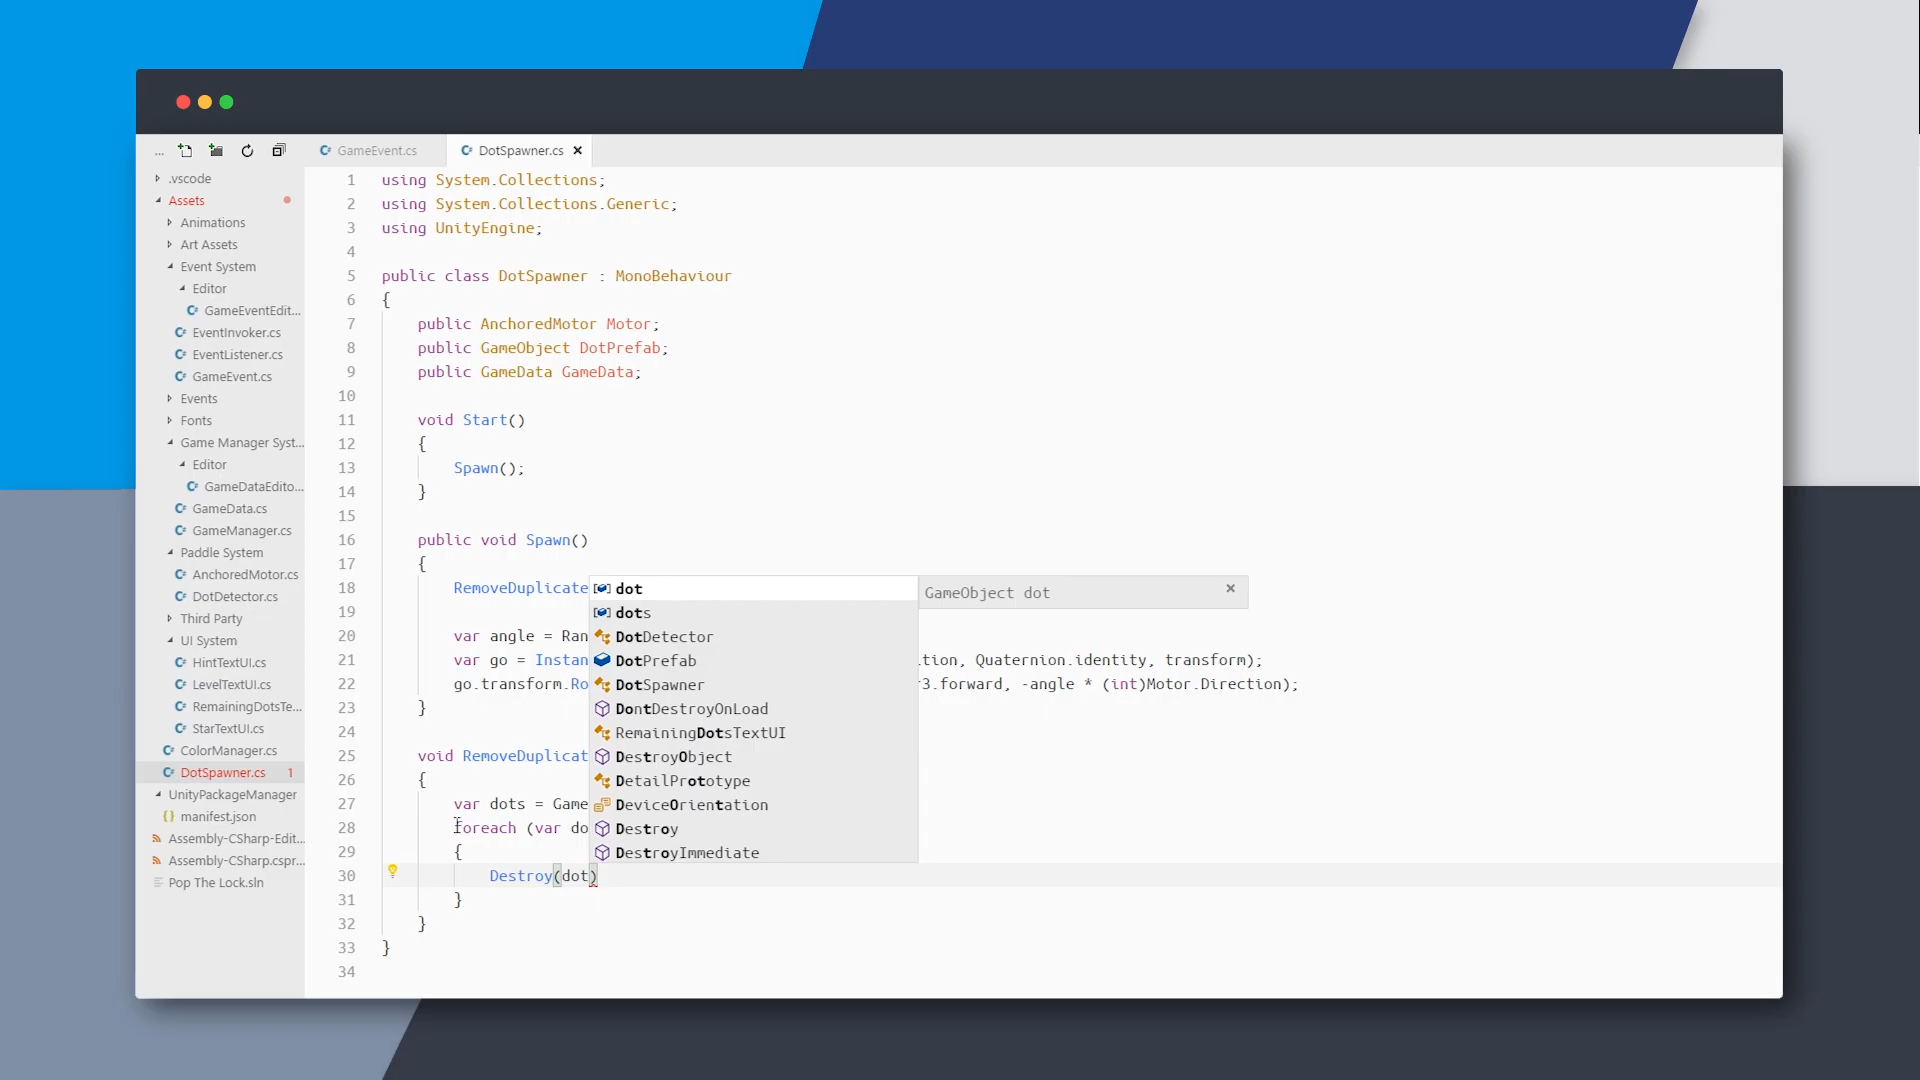 ...
GameEvent.cs
DotSpawner.cs
.vscode
Assets
Animations
Art Assets
Event System
Editor
GameEventEdit...
EventInvoker.cs
EventListener.cs
GameEvent.cs
Events
Fonts
Game Manager Syst...
Editor
GameDataEdito...
GameData.cs
GameManager.cs
Paddle System
AnchoredMotor.cs
DotDetector.cs
Third Party
UI System
HintTextUI.cs
LevelTextUI.cs
RemainingDotsTe...
StarTextUI.cs
ColorManager.cs
DotSpawner.cs 1
UnityPackageManager
{} manifest.json
Assembly-CSharp-Edit...
Assembly-CSharp.cspr...
Pop The Lock.sln
1 using System.Collections;
2 using System.Collections.Generic;
3 using UnityEngine;
4
5 public class DotSpawner : MonoBehaviour
6 {
7 public AnchoredMotor Motor;
8 public GameObject DotPrefab;
9 public GameData GameData;
10
11 void Start()
12 {
13 Spawn();
14 }
15
16 public void Spawn()
17 {
18 RemoveDuplicate
19
20 var angle = Ran
21 var go = Instan tion, Quaternion.identity, transform);
22 go.transform.Ro r3.forward, -angle * (int)Motor.Direction);
23 }
24
25 void RemoveDuplicat
26 {
27 var dots = Game
28 foreach (var do
29 {
30 Destroy(dot)
31 }
32 }
33 }
34
dot
dots
DotDetector
DotPrefab
DotSpawner
DontDestroyOnLoad
RemainingDotsTextUI
DestroyObject
DetailPrototype
DeviceOrientation
Destroy
DestroyImmediate
GameObject dot